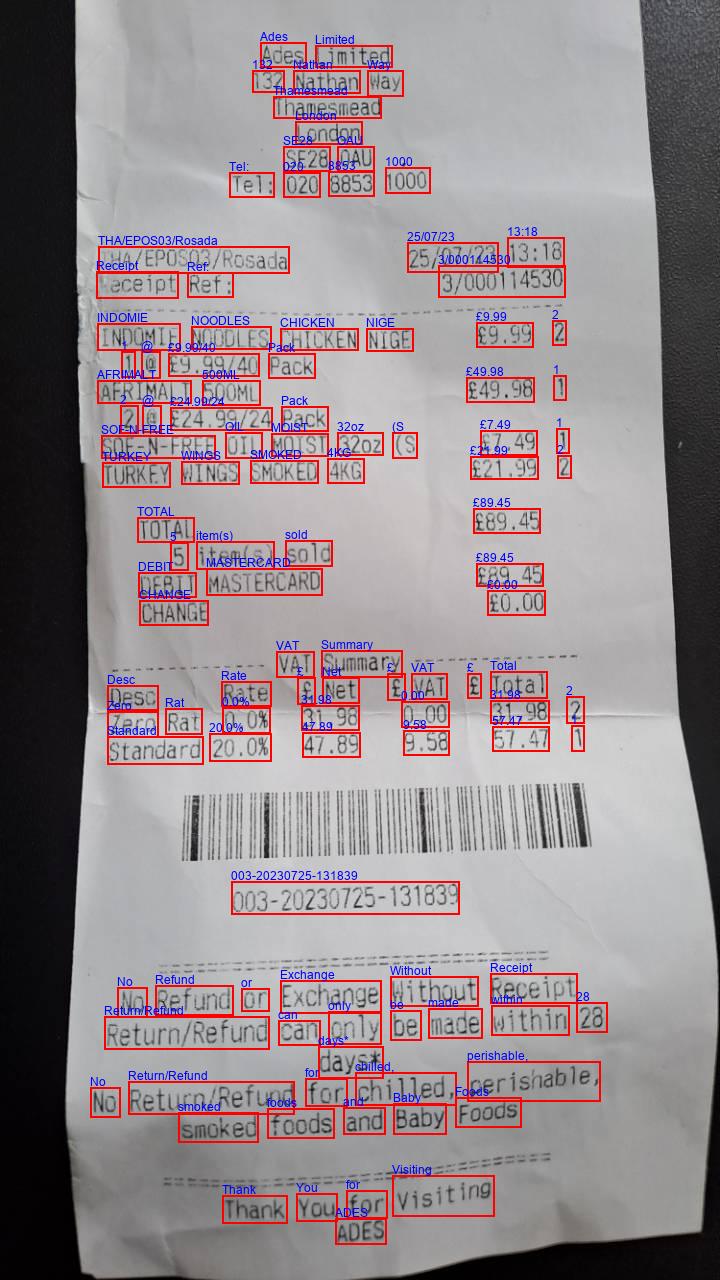 Ades Limited
132 Nathan Way
Thamesmead
London
SE28 0AU
Tel: 020 8853 1000
THA/EPOS03/Rosada 25/07/23 13:18
Receipt Ref: 3/000114530
INDOMIE NOODLES CHICKEN NIGE £9.99 2
1 @ £9.99/40 Pack
AFRIMALT 500ML £49.98 1
2 @ £24.99/24 Pack
SOF-N-FREE OIL MOIST 32oz (S £7.49 1
TURKEY WINGS SMOKED 4KG £21.99 2
TOTAL £89.45
5 item(s) sold
DEBIT MASTERCARD £89.45
CHANGE £0.00
VAT Summary
Desc Rate £ Net £ VAT £ Total
Zero Rat 0.0% 31.98 0.00 31.98 2
Standard 20.0% 47.89 9.58 57.47 1
003-20230725-131839
No Refund or Exchange Without Receipt
Return/Refund can only be made within 28
days*
No Return/Refund for chilled, perishable,
smoked foods and Baby Foods
Thank You for Visiting
ADES